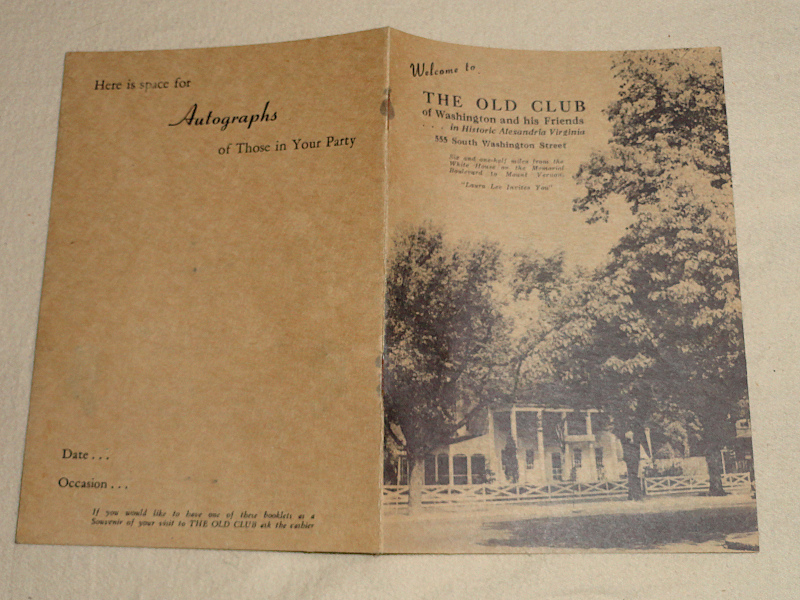 Here is space for
Autographs
of Those in Your Party
Date . . .
Occasion . . .
If you would like to have one of these booklets as a
Souvenir of your visit to THE OLD CLUB ask the cashier
Welcome to
THE OLD CLUB
of Washington and his Friends
. . . in Historic Alexandria Virginia
555 South Washington Street
Six and one-half miles from the
White House on the Memorial
Boulevard to Mount Vernon
"Laura Lee Invites You"